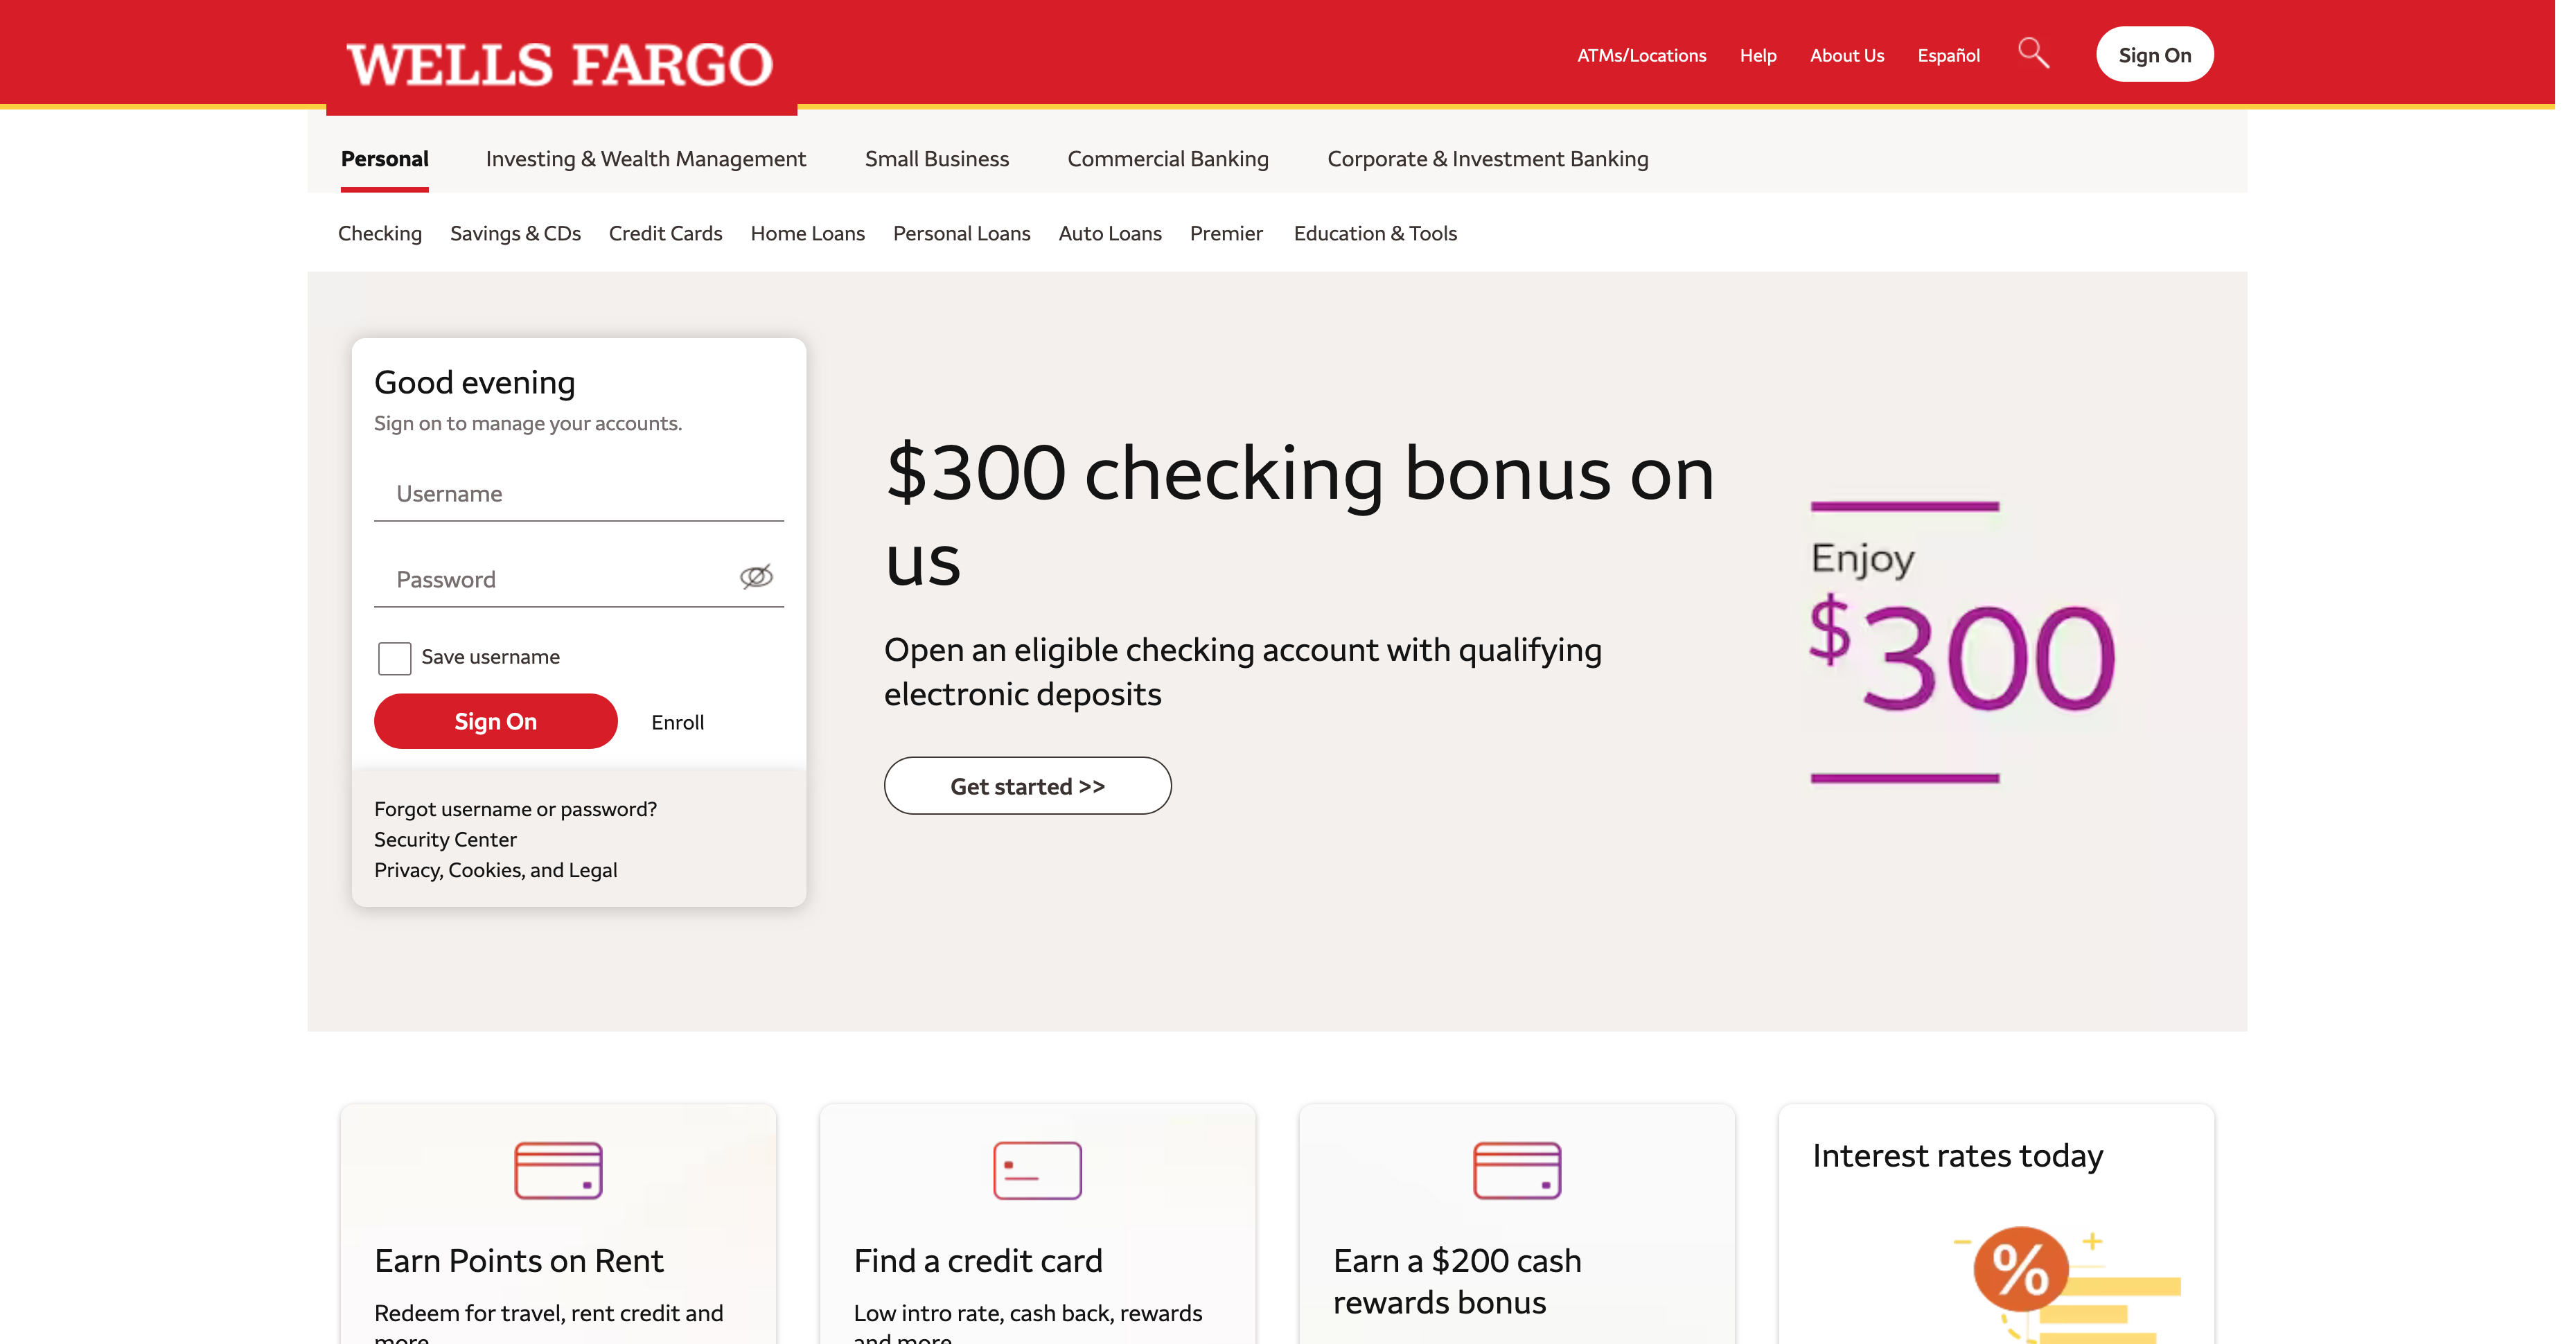 WELLS FARGO
ATMs/Locations Help About Us Español Sign On
Personal Investing & Wealth Management Small Business Commercial Banking Corporate & Investment Banking
Checking Savings & CDs Credit Cards Home Loans Personal Loans Auto Loans Premier Education & Tools
Good evening
Sign on to manage your accounts.
Username
Password
Save username
Sign On Enroll
Forgot username or password?
Security Center
Privacy, Cookies, and Legal
$300 checking bonus on
us
Open an eligible checking account with qualifying
electronic deposits
Get started >>
Enjoy
$300
Earn Points on Rent
Redeem for travel, rent credit and
more
Find a credit card
Low intro rate, cash back, rewards
and more
Earn a $200 cash
rewards bonus
Interest rates today
%